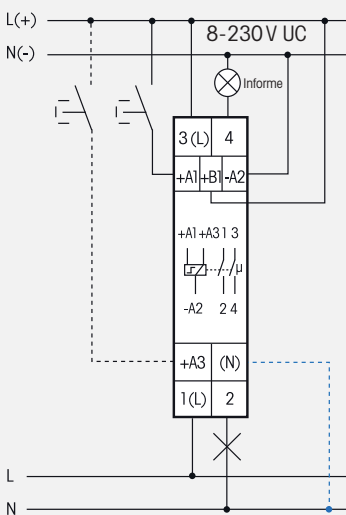 L(+)
8-230V UC
N(-)
Informe
3(L) 4
+A1 +B1 -A2
+A1 +A3 1 3
µ
-A2 2 4
+A3 (N)
1(L) 2
L
N